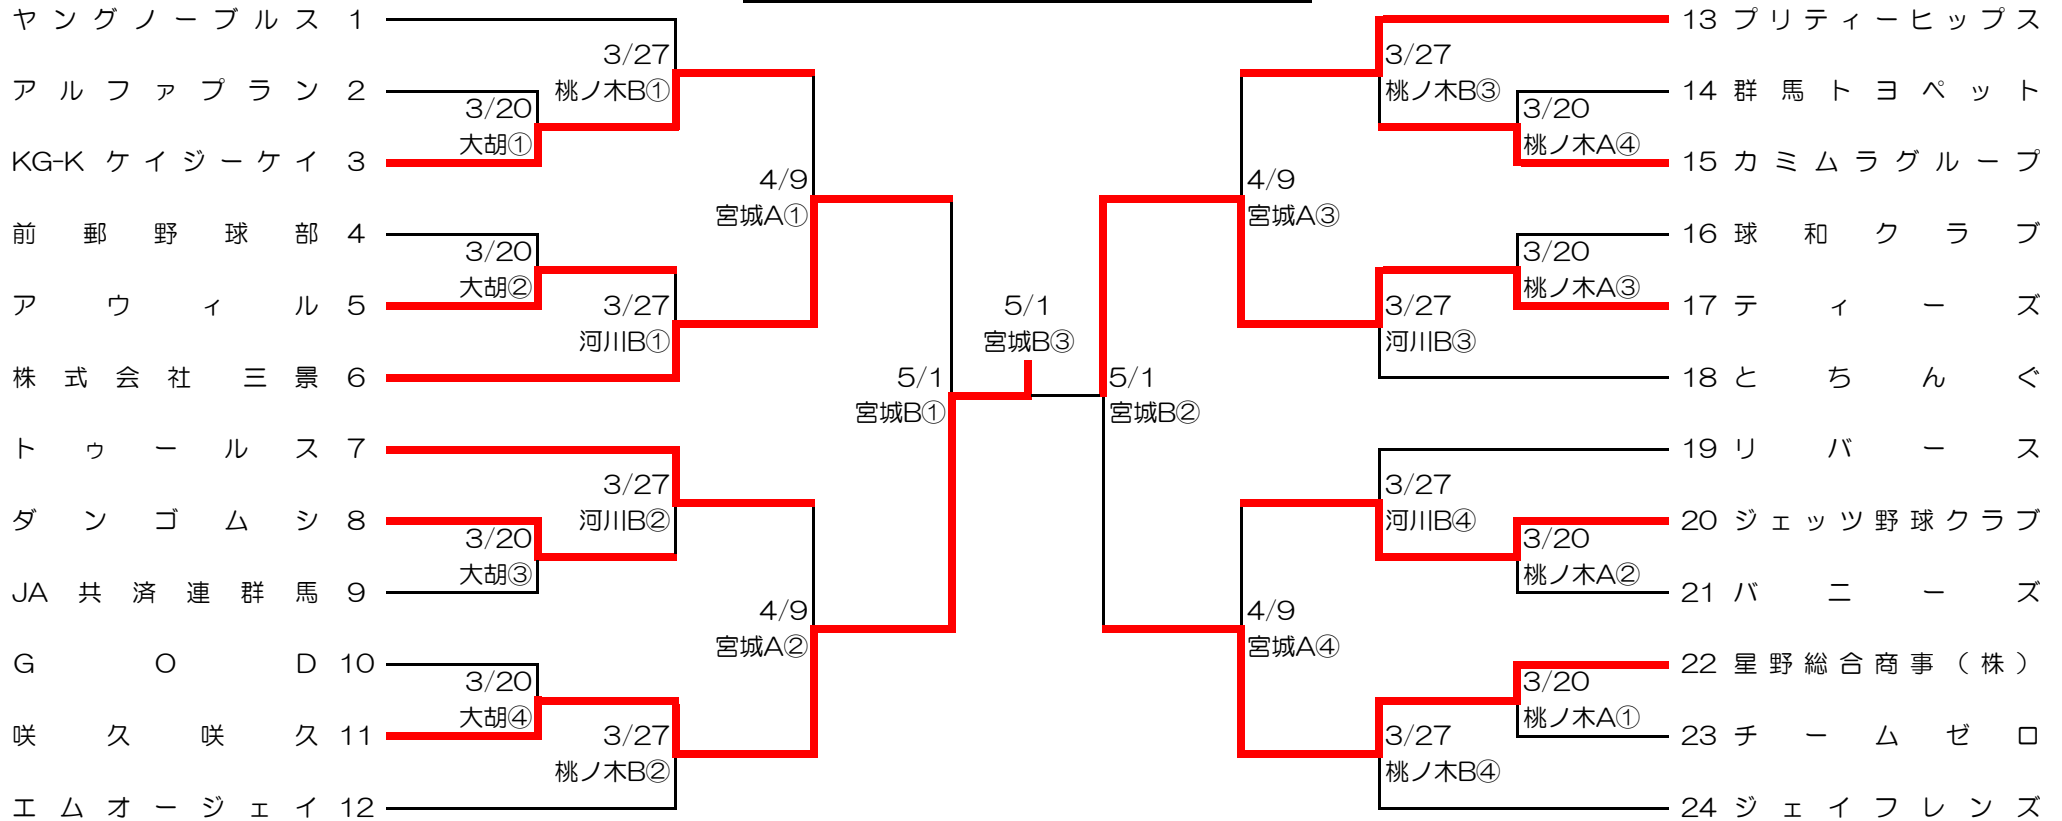 ヤングノーブルス 1
3/27
桃ノ木B①
アルファプラン 2
3/20
大胡①
KG-K ケイジーケイ 3
4/9
宮城A①
前郵野球部 4
3/20
大胡②
アウィル 5
3/27
河川B①
株式会社 三景 6
5/1
宮城B①
トゥールス 7
3/27
河川B②
ダンゴムシ 8
3/20
大胡③
JA共済連群馬 9
4/9
宮城A②
GOD 10
3/20
大胡④
咲久咲久 11
3/27
桃ノ木B②
エムオージェイ 12
5/1
宮城B③
13 プリティーヒップス
3/27
桃ノ木B③
14 群馬トヨペット
3/20
桃ノ木A④
15 カミムラグループ
4/9
宮城A③
16 球和クラブ
3/20
桃ノ木A③
17 ティーズ
3/27
河川B③
18 とちんぐ
5/1
宮城B②
19 リバース
3/27
河川B④
20 ジェッツ野球クラブ
3/20
桃ノ木A②
21 バニーズ
4/9
宮城A④
22 星野総合商事（株）
3/20
桃ノ木A①
23 チームゼロ
3/27
桃ノ木B④
24 ジェイフレンズ